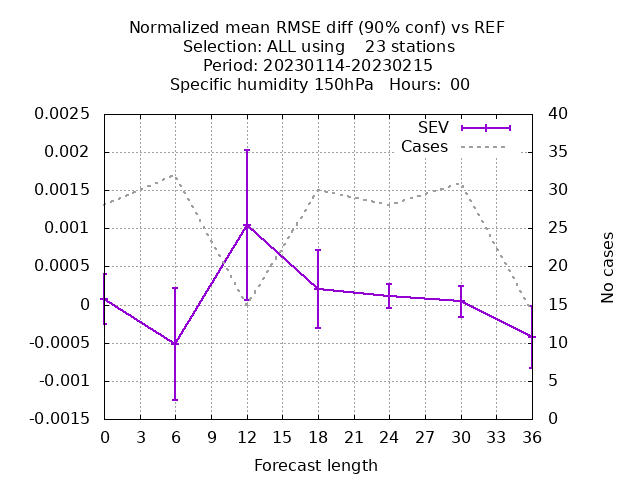 Normalized mean RMSE diff (90% conf) vs REF
Selection: ALL using    23 stations
Period: 20230114-20230215
Specific humidity 150hPa   Hours:  00
SEV
Cases
0.0025
0.002
0.0015
0.001
0.0005
0
-0.0005
-0.001
-0.0015
40
35
30
25
20
15
10
5
0
No cases
0 3 6 9 12 15 18 21 24 27 30 33 36
Forecast length